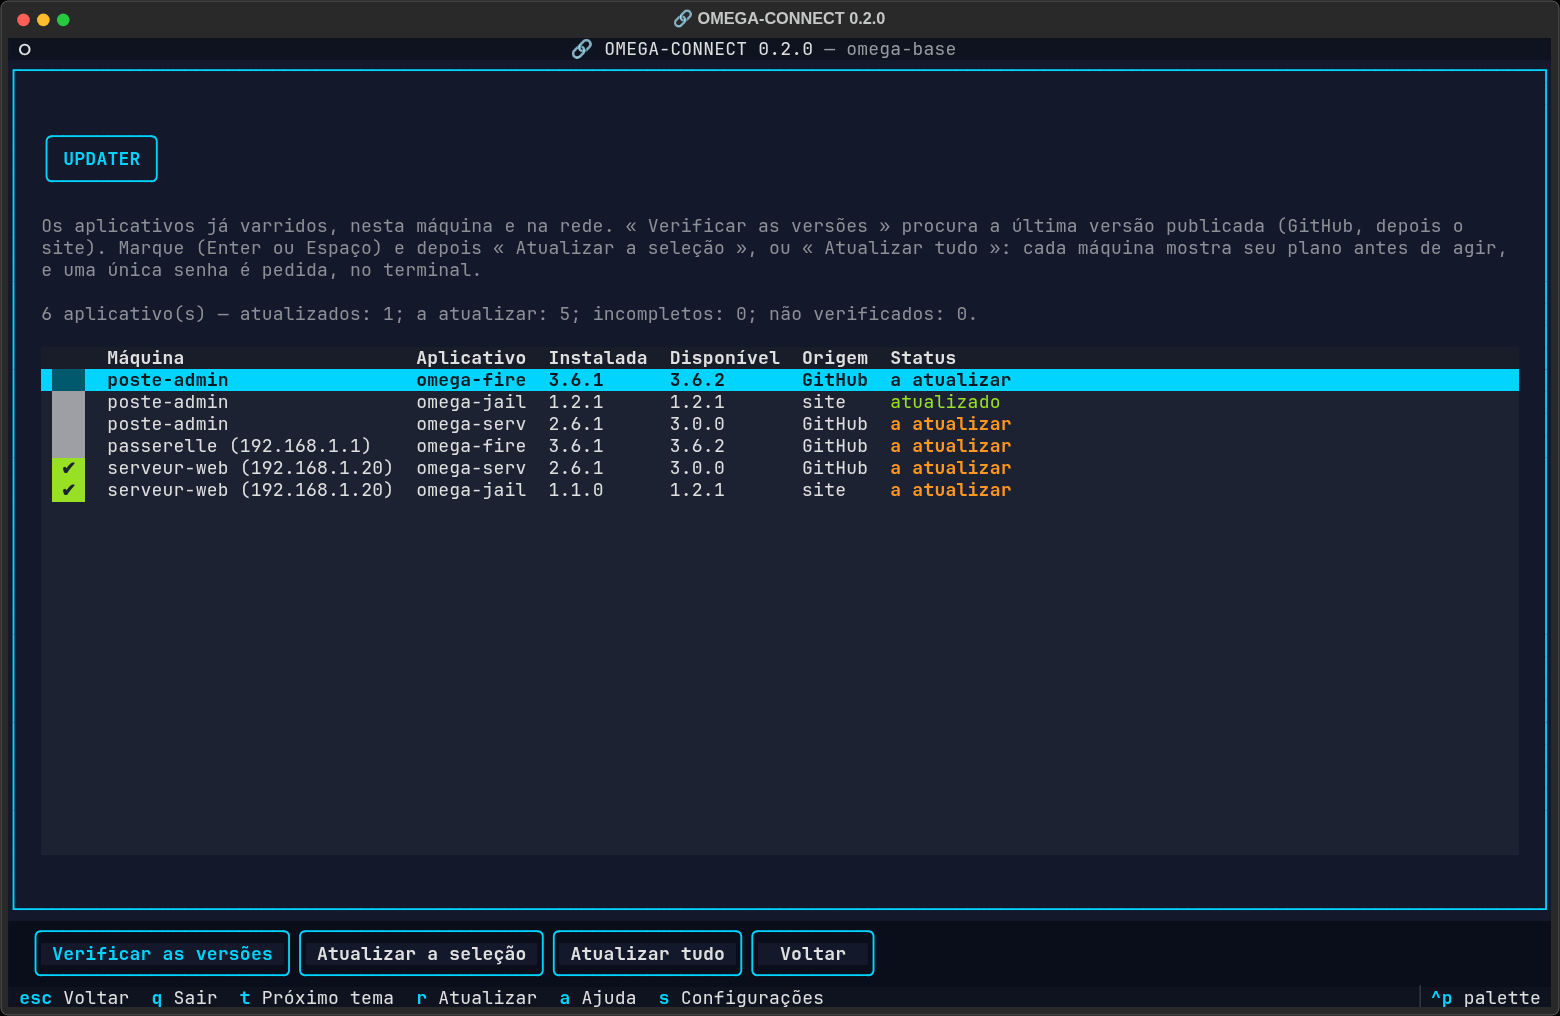 🔗 OMEGA-CONNECT 0.2.0
🔗 OMEGA-CONNECT 0.2.0 — omega-base
UPDATER
Os aplicativos já varridos, nesta máquina e na rede. « Verificar as versões » procura a última versão publicada (GitHub, depois o
site). Marque (Enter ou Espaço) e depois « Atualizar a seleção », ou « Atualizar tudo »: cada máquina mostra seu plano antes de agir,
e uma única senha é pedida, no terminal.
6 aplicativo(s) — atualizados: 1; a atualizar: 5; incompletos: 0; não verificados: 0.
Máquina Aplicativo Instalada Disponível Origem Status
poste-admin omega-fire 3.6.1 3.6.2 GitHub a atualizar
poste-admin omega-jail 1.2.1 1.2.1 site atualizado
poste-admin omega-serv 2.6.1 3.0.0 GitHub a atualizar
passerelle (192.168.1.1) omega-fire 3.6.1 3.6.2 GitHub a atualizar
✔ serveur-web (192.168.1.20) omega-serv 2.6.1 3.0.0 GitHub a atualizar
✔ serveur-web (192.168.1.20) omega-jail 1.1.0 1.2.1 site a atualizar
Verificar as versões Atualizar a seleção Atualizar tudo Voltar
esc Voltar q Sair t Próximo tema r Atualizar a Ajuda s Configurações ^p palette